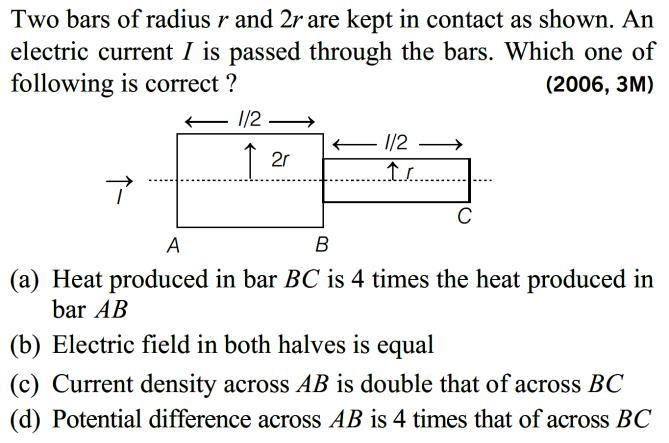 Two bars of radius r and 2r are kept in contact as shown. An
electric current I is passed through the bars. Which one of
following is correct ?
(2006, 3M)
l/2
l/2
2r
r
I
C
A
B
(a) Heat produced in bar BC is 4 times the heat produced in
bar AB
(b) Electric field in both halves is equal
(c) Current density across AB is double that of across BC
(d) Potential difference across AB is 4 times that of across BC